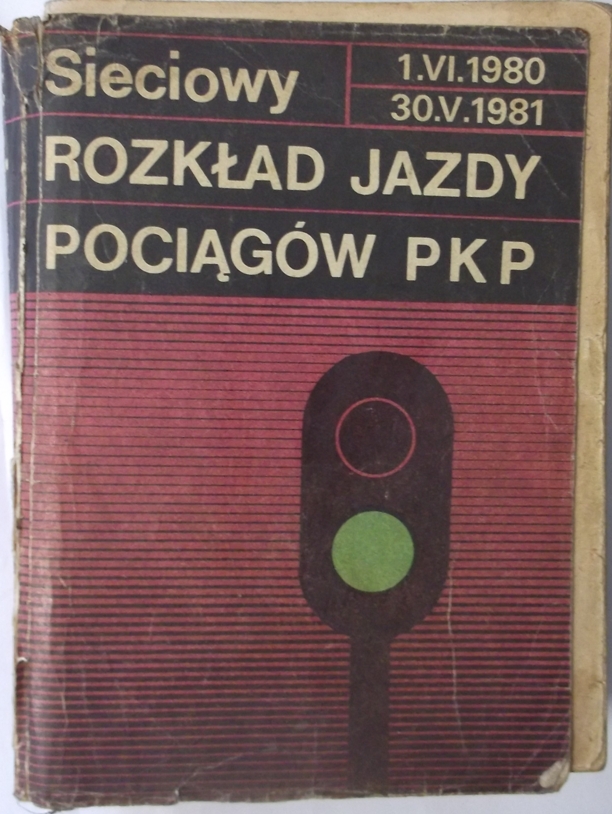 Sieciowy
1.VI.1980
30.V.1981
ROZKŁAD JAZDY
POCIĄGÓW PKP